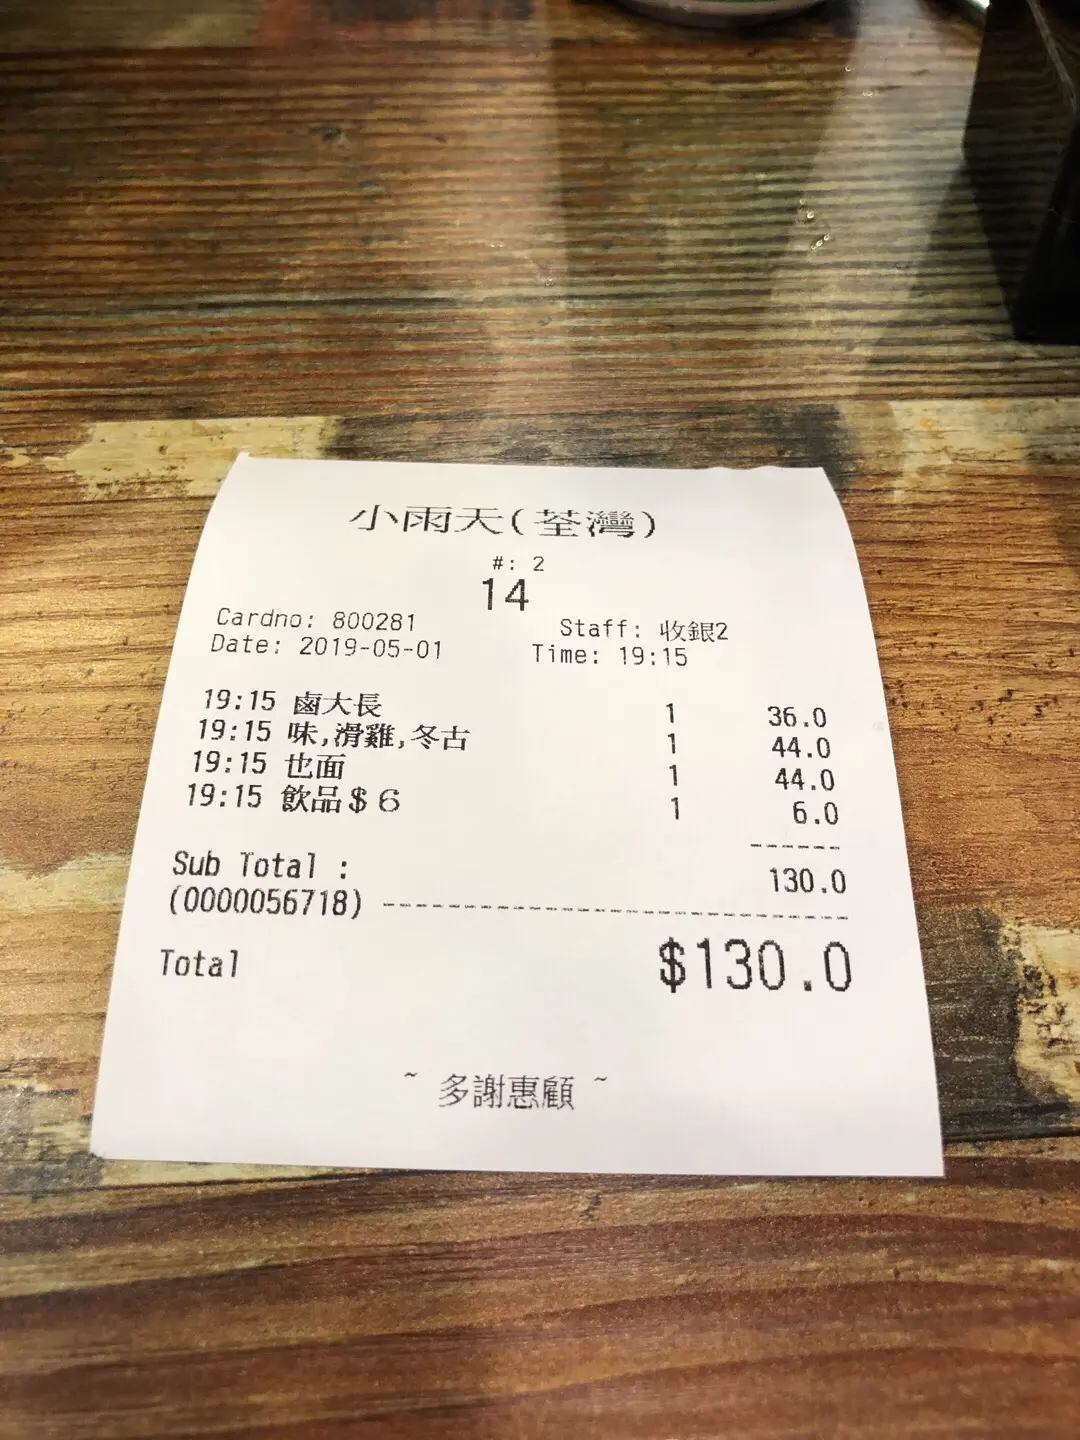 小雨天(荃灣)
#: 2
14
Cardno: 800281 Staff: 收銀2
Date: 2019-05-01 Time: 19:15
19:15 鹵大長 1 36.0
19:15 味,滑雞,冬古 1 44.0
19:15 也面 1 44.0
19:15 飲品$6 1 6.0
Sub Total : 130.0
(0000056718)
Total $130.0
~ 多謝惠顧 ~